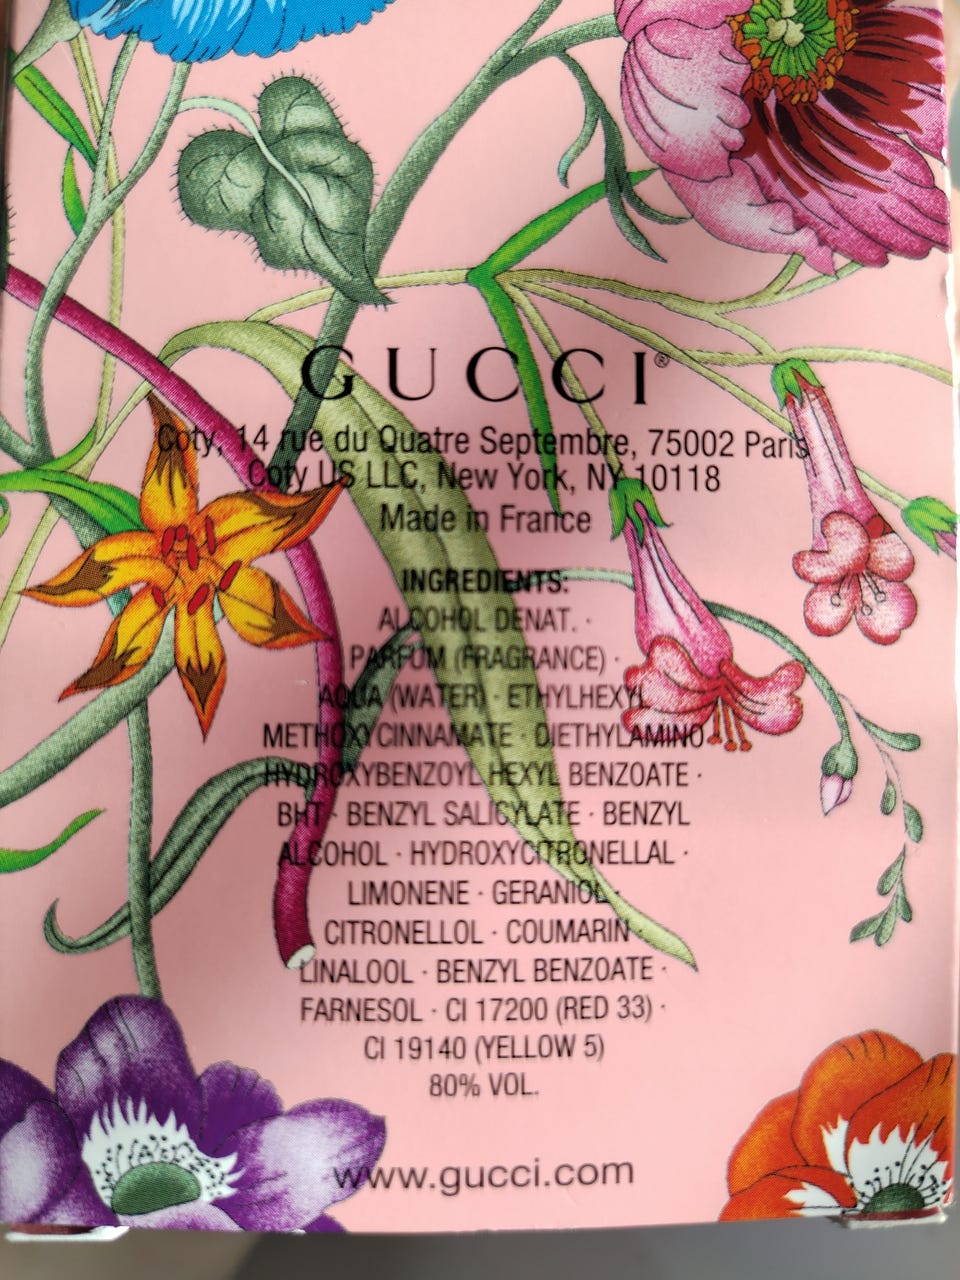 GUCCI®
Coty, 14 rue du Quatre Septembre, 75002 Paris
Coty US LLC, New York, NY 10118
Made in France
INGREDIENTS:
ALCOHOL DENAT. ·
PARFUM (FRAGRANCE) ·
AQUA (WATER) · ETHYLHEXYL
METHOXYCINNAMATE · DIETHYLAMINO
HYDROXYBENZOYL HEXYL BENZOATE ·
BHT · BENZYL SALICYLATE · BENZYL
ALCOHOL · HYDROXYCITRONELLAL ·
LIMONENE · GERANIOL ·
CITRONELLOL · COUMARIN ·
LINALOOL · BENZYL BENZOATE ·
FARNESOL · CI 17200 (RED 33) ·
CI 19140 (YELLOW 5)
80% VOL.
www.gucci.com